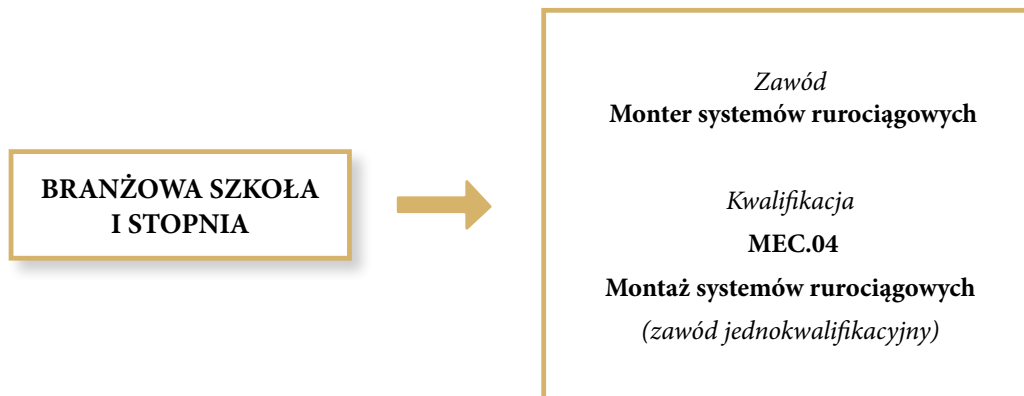 BRANŻOWA SZKOŁA
I STOPNIA
Zawód
Monter systemów rurociągowych
Kwalifikacja
MEC.04
Montaż systemów rurociągowych
(zawód jednokwalifikacyjny)